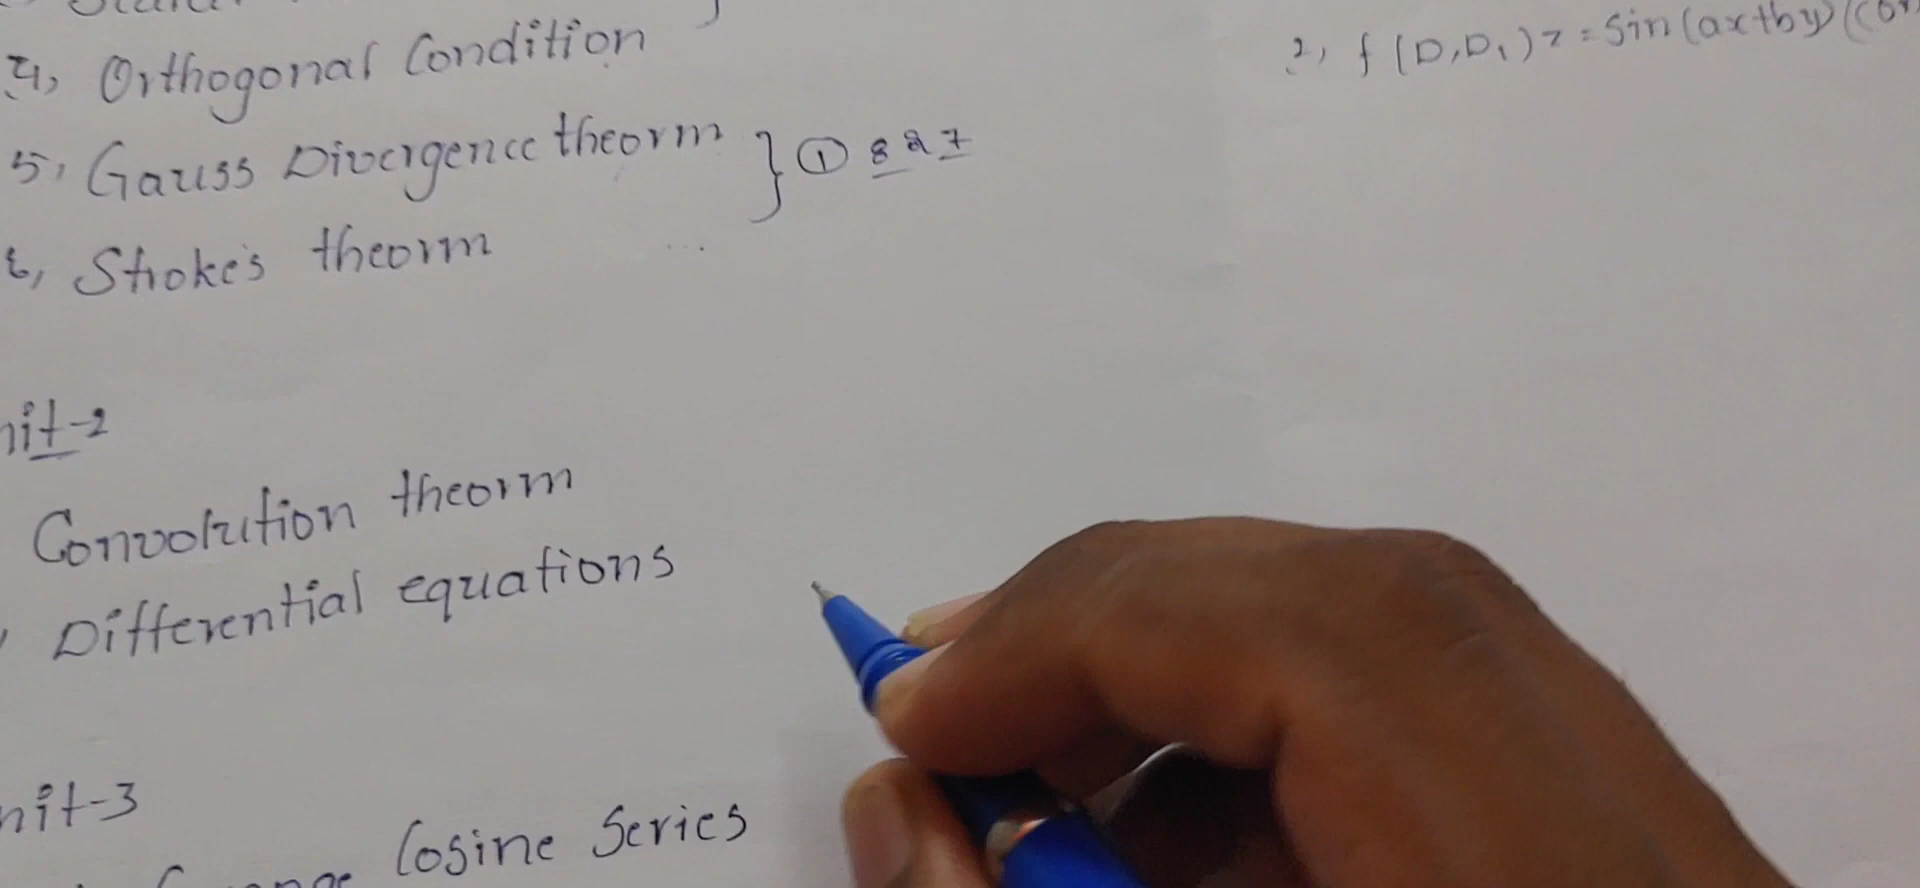 4, Orthogonal Condition
5, Gauss Divergence theorm } ① 8 a 7
6, Stroke's theorm
nit-2
Convolution theorm
Differential equations
nit-3
Cosine Series
2, f (D,D₁) z = Sin (ax+by)